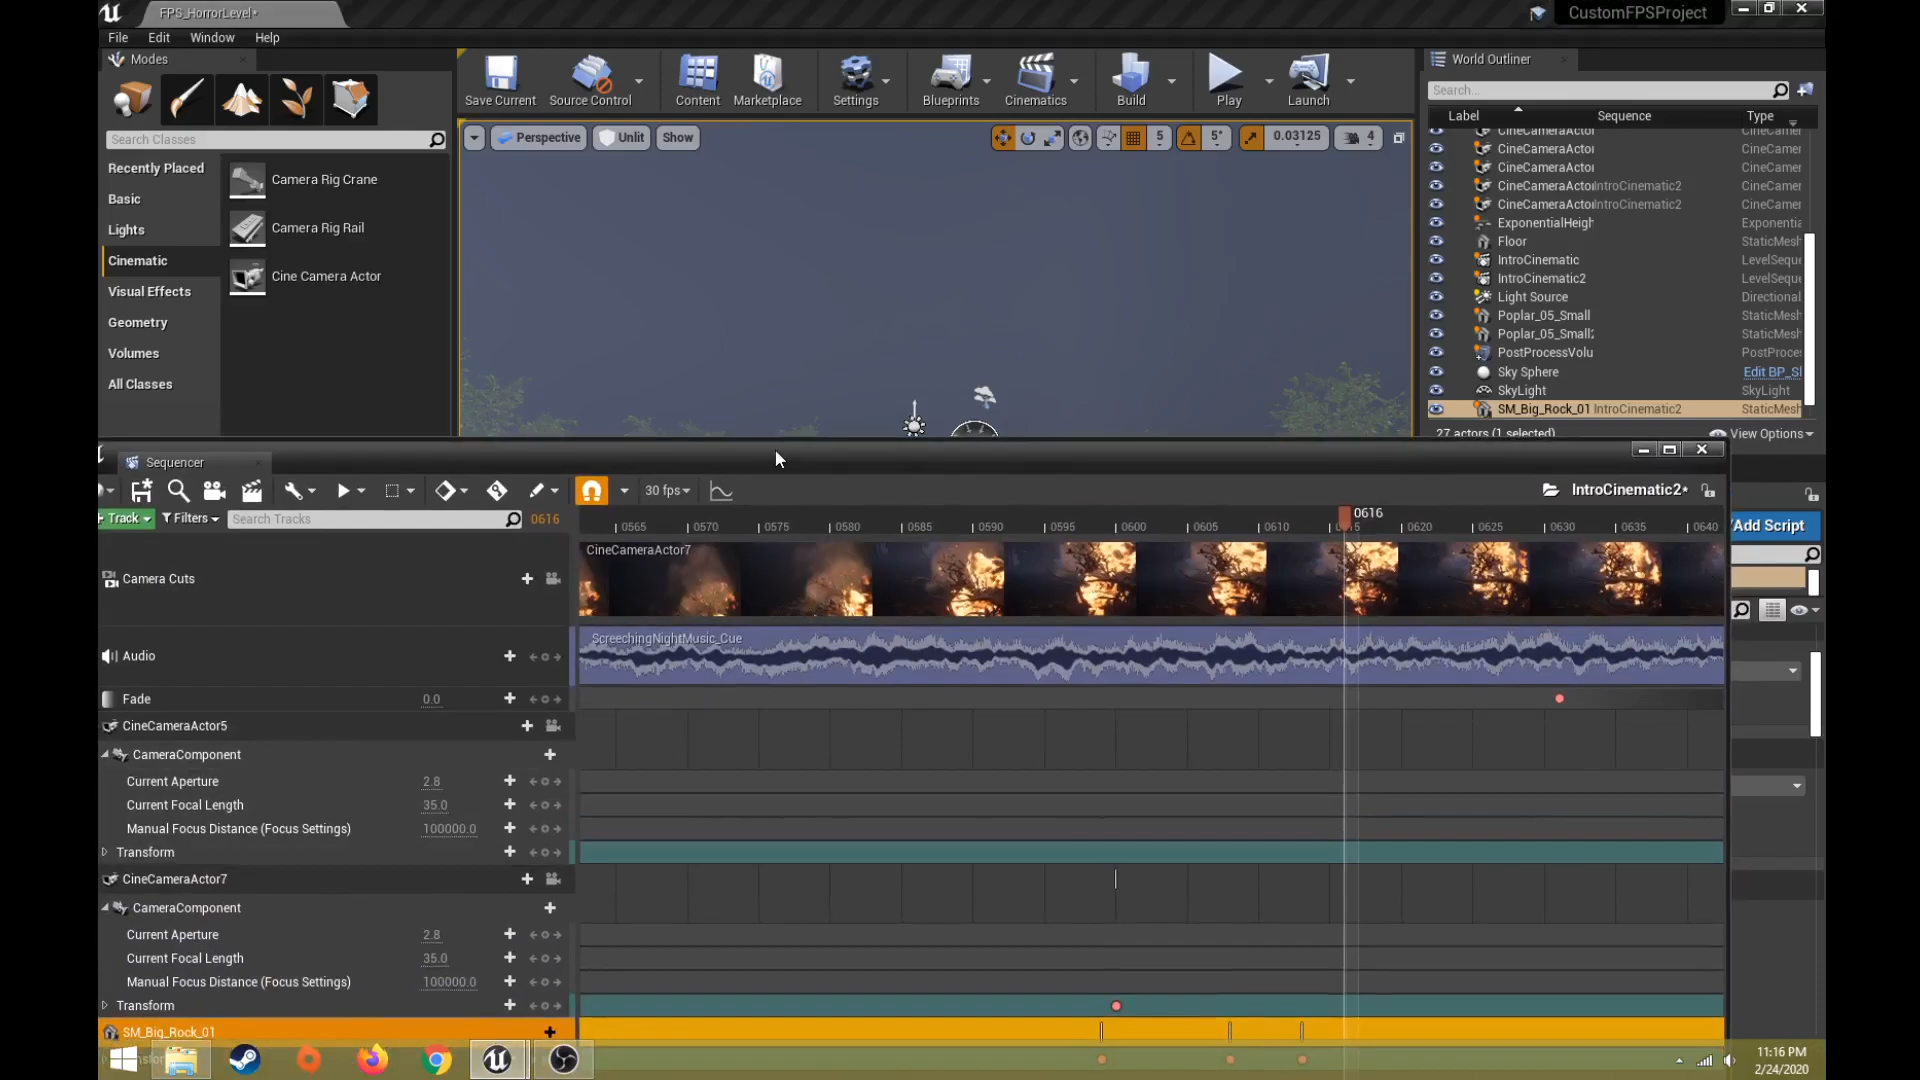 FPS_HorrorLevel*
CustomFPSProject
File Edit Window Help
Modes
Save Current
Source Control
Content
Marketplace
Settings
Blueprints
Cinematics
Build
Play
Launch
World Outliner
Search Classes
Search...
Label Sequence Type
Perspective Unlit Show
5 5° 0.03125 4
Recently Placed
Basic
Lights
Cinematic
Visual Effects
Geometry
Volumes
All Classes
Camera Rig Crane
Camera Rig Rail
Cine Camera Actor
CineCameraActor CineCamer
CineCameraActor CineCamer
CineCameraActor CineCamer
CineCameraActor IntroCinematic2 CineCamer
CineCameraActor IntroCinematic2 CineCamer
ExponentialHeigh Exponentia
Floor StaticMesh
IntroCinematic LevelSeque
IntroCinematic2 LevelSeque
Light Source Directional
Poplar_05_Small StaticMesh
Poplar_05_Small2 StaticMesh
PostProcessVolu PostProce
Sky Sphere Edit BP_Sk
SkyLight SkyLight
SM_Big_Rock_01 IntroCinematic2 StaticMesh
27 actors (1 selected) View Options
Sequencer
30 fps
IntroCinematic2*
Track Filters Search Tracks 0616
0616
0565 0570 0575 0580 0585 0590 0595 0600 0605 0610 0615 0620 0625 0630 0635 0640
Add Script
CineCameraActor7
Camera Cuts
ScreechingNightMusic_Cue
Audio
Fade 0.0
CineCameraActor5
CameraComponent
Current Aperture 2.8
Current Focal Length 35.0
Manual Focus Distance (Focus Settings) 100000.0
Transform
CineCameraActor7
CameraComponent
Current Aperture 2.8
Current Focal Length 35.0
Manual Focus Distance (Focus Settings) 100000.0
Transform
SM_Big_Rock_01
11:16 PM
2/24/2020